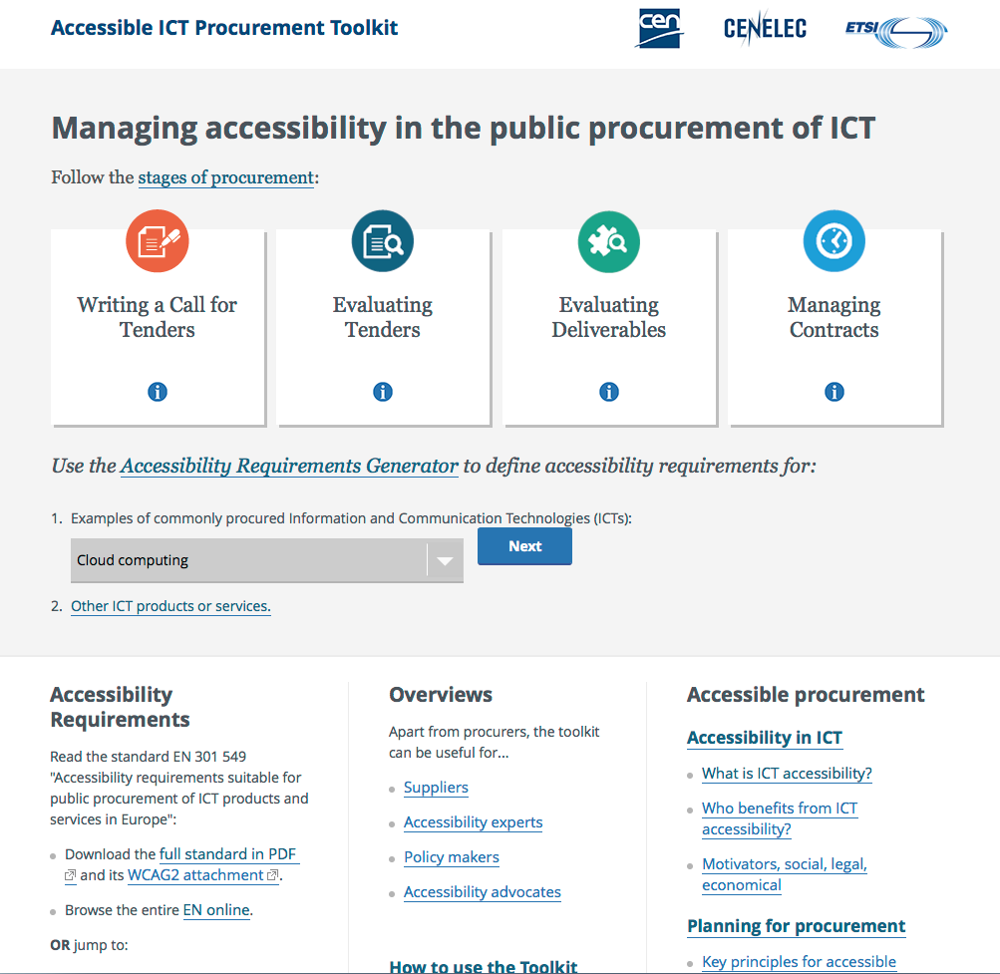 Accessible ICT Procurement Toolkit
cen
CENELEC
ETSI
Managing accessibility in the public procurement of ICT
Follow the stages of procurement:
Writing a Call for
Tenders
i
Evaluating
Tenders
i
Evaluating
Deliverables
i
Managing
Contracts
i
Use the Accessibility Requirements Generator to define accessibility requirements for:
1. Examples of commonly procured Information and Communication Technologies (ICTs):
Cloud computing
Next
2. Other ICT products or services.
Accessibility
Requirements
Read the standard EN 301 549
"Accessibility requirements suitable for
public procurement of ICT products and
services in Europe":
Download the full standard in PDF
and its WCAG2 attachment.
Browse the entire EN online.
OR jump to:
Overviews
Apart from procurers, the toolkit
can be useful for...
Suppliers
Accessibility experts
Policy makers
Accessibility advocates
How to use the Toolkit
Accessible procurement
Accessibility in ICT
What is ICT accessibility?
Who benefits from ICT
accessibility?
Motivators, social, legal,
economical
Planning for procurement
Key principles for accessible